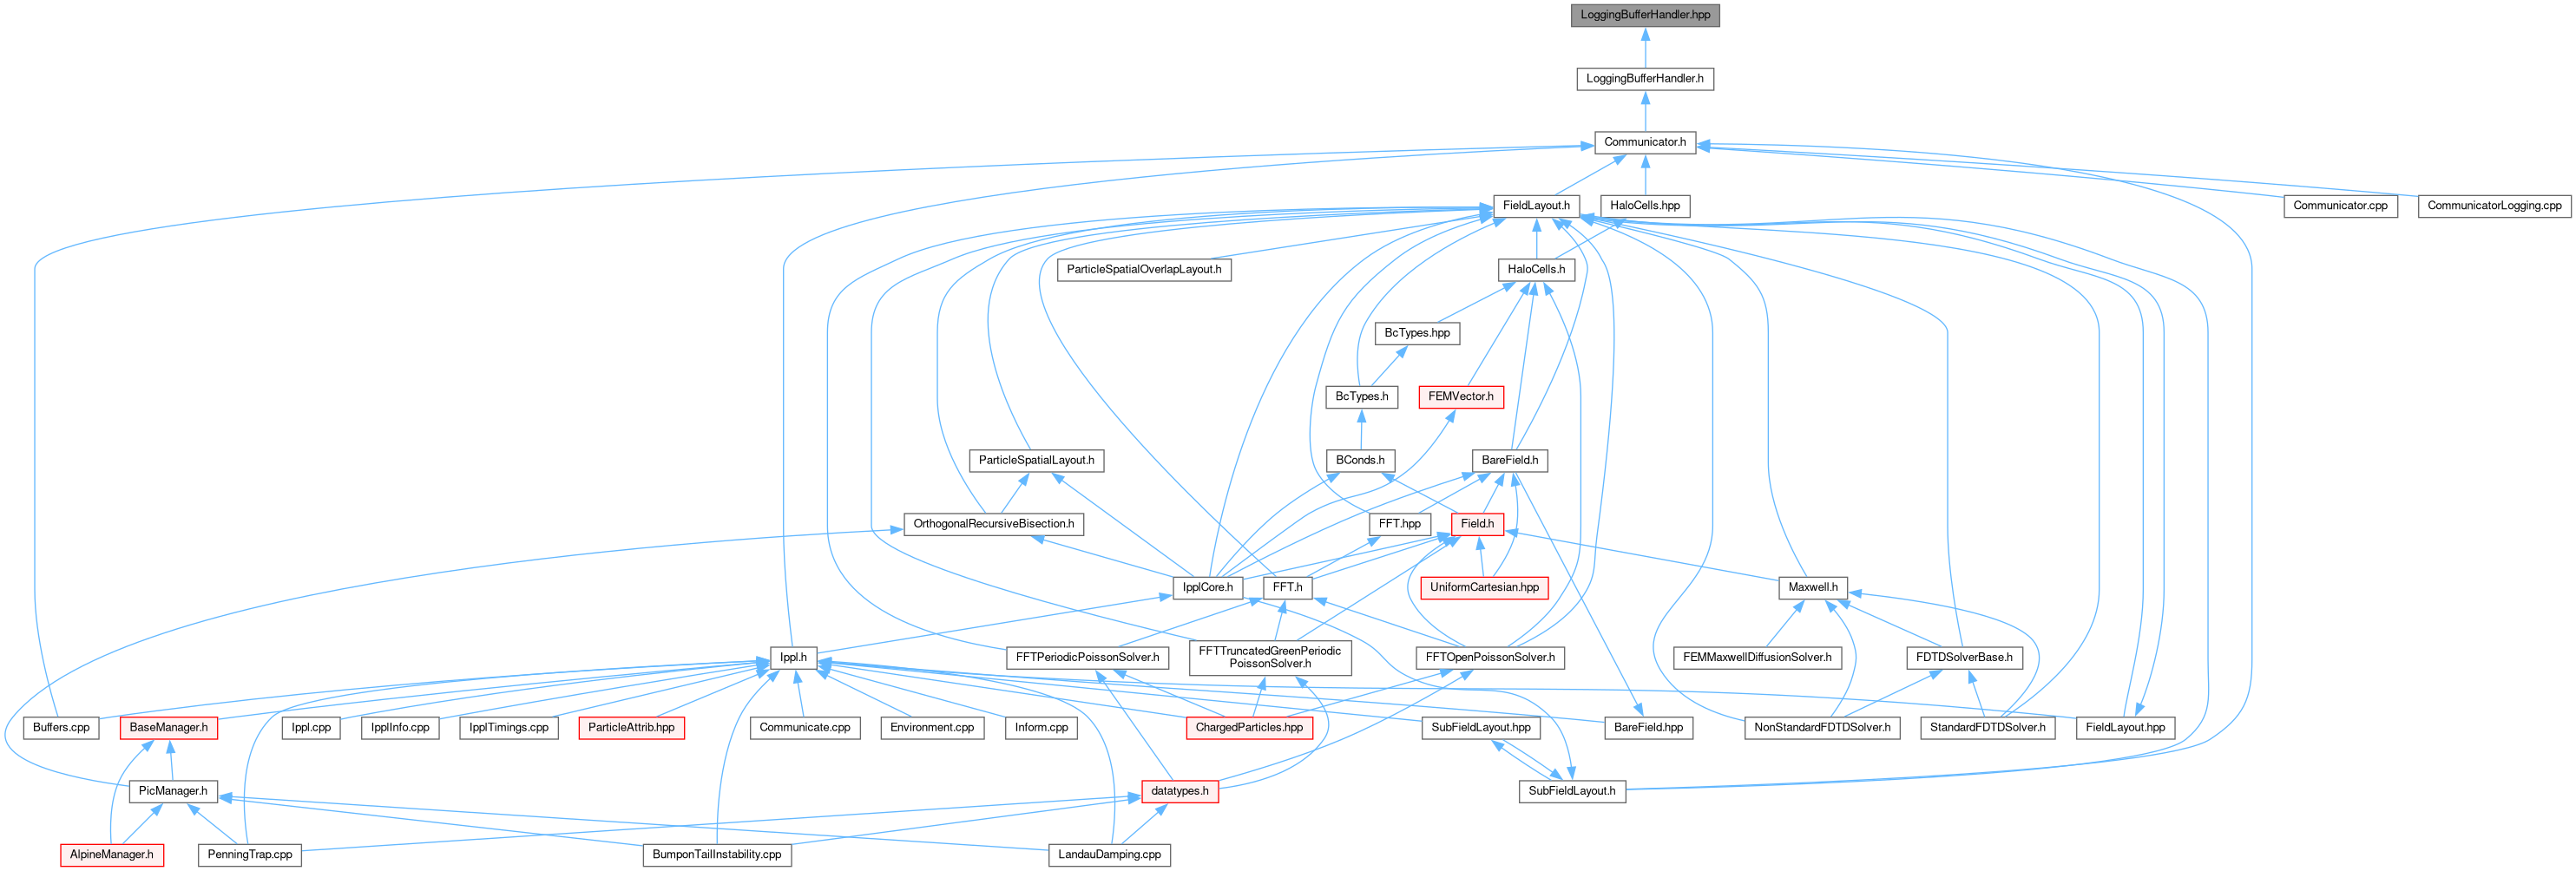 LoggingBufferHandler.hpp
LoggingBufferHandler.h
Communicator.h
FieldLayout.h
HaloCells.hpp
Communicator.cpp
CommunicatorLogging.cpp
ParticleSpatialOverlapLayout.h
HaloCells.h
BcTypes.hpp
BcTypes.h
FEMVector.h
ParticleSpatialLayout.h
BConds.h
BareField.h
OrthogonalRecursiveBisection.h
FFT.hpp
Field.h
IpplCore.h
FFT.h
UniformCartesian.hpp
Maxwell.h
Ippl.h
FFTPeriodicPoissonSolver.h
FFTTruncatedGreenPeriodic
PoissonSolver.h
FFTOpenPoissonSolver.h
FEMMaxwellDiffusionSolver.h
FDTDSolverBase.h
Buffers.cpp
BaseManager.h
Ippl.cpp
IpplInfo.cpp
IpplTimings.cpp
ParticleAttrib.hpp
Communicate.cpp
Environment.cpp
Inform.cpp
ChargedParticles.hpp
SubFieldLayout.hpp
BareField.hpp
NonStandardFDTDSolver.h
StandardFDTDSolver.h
FieldLayout.hpp
PicManager.h
datatypes.h
SubFieldLayout.h
AlpineManager.h
PenningTrap.cpp
BumponTailInstability.cpp
LandauDamping.cpp